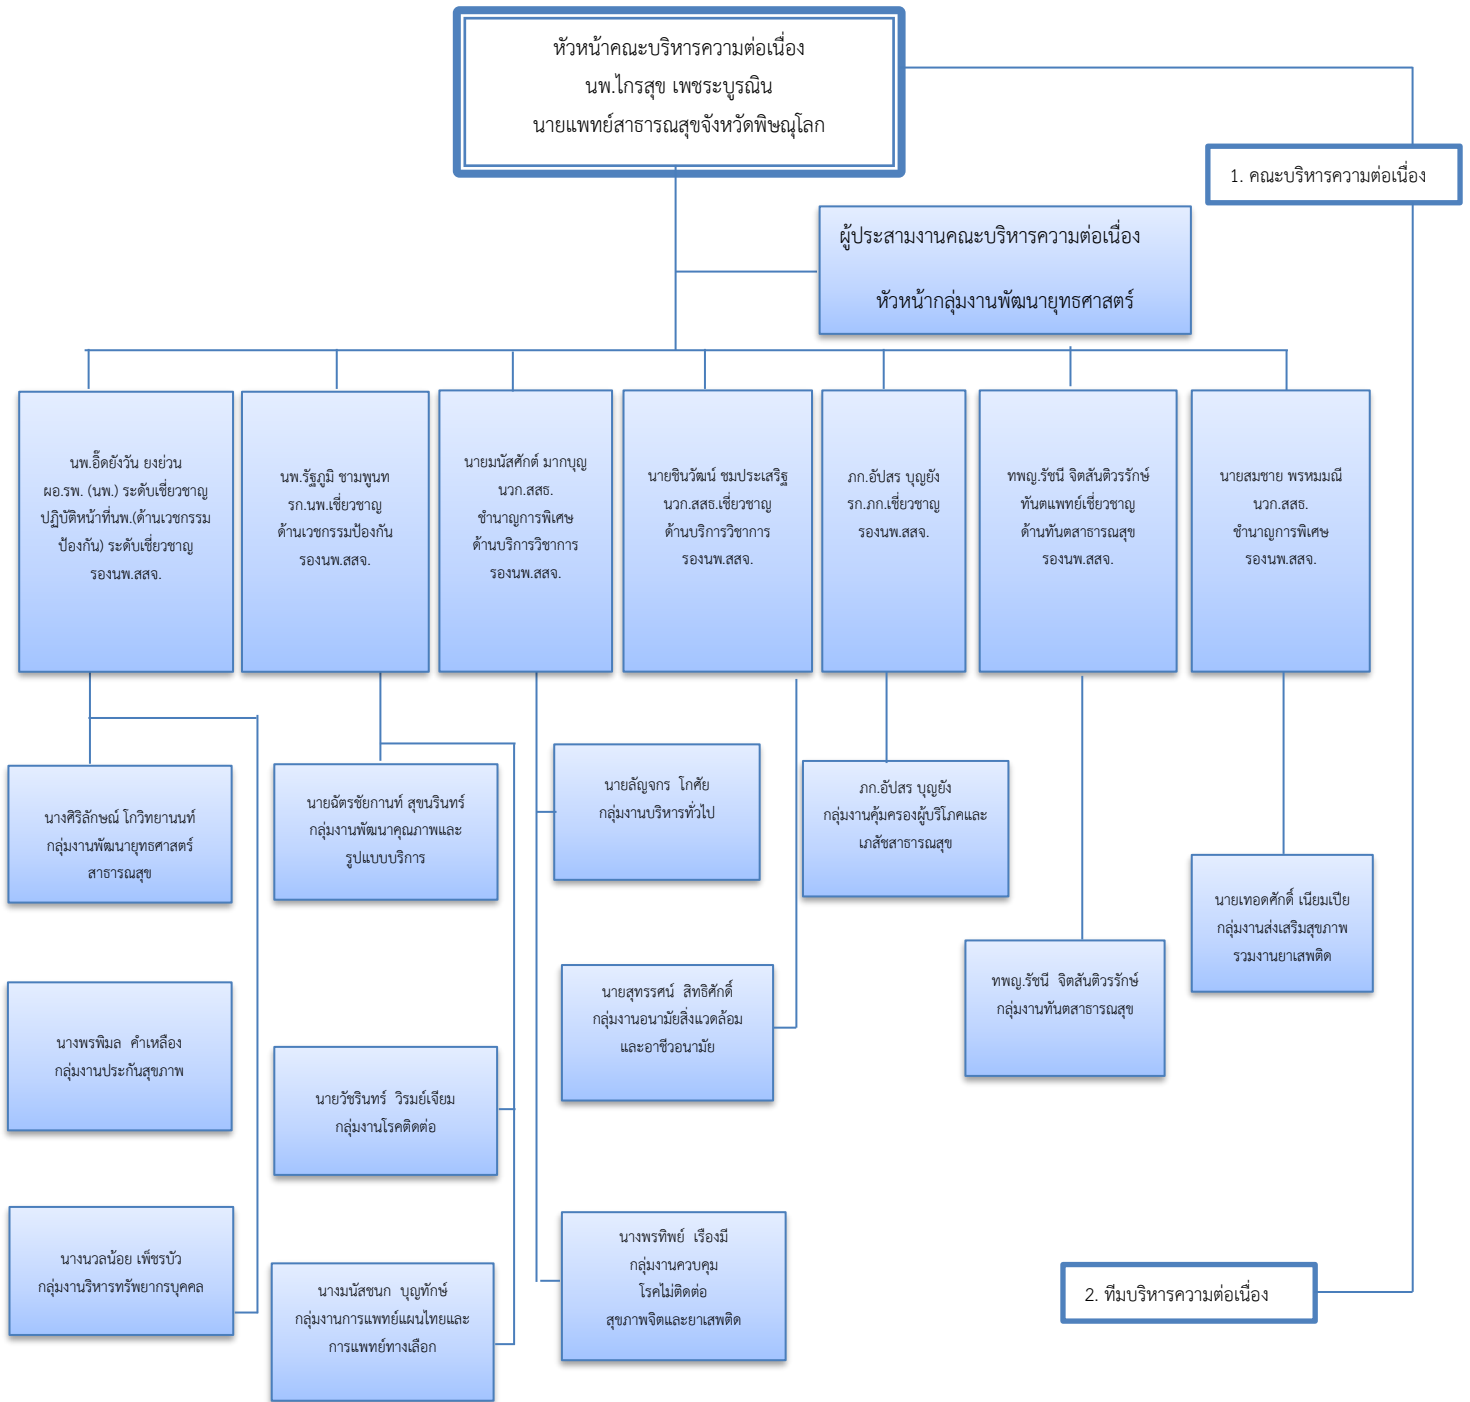 หัวหน้าคณะบริหารความต่อเนื่อง
นพ.ไกรสุข เพชระบูรณิน
นายแพทย์สาธารณสุขจังหวัดพิษณุโลก
1. คณะบริหารความต่อเนื่อง
ผู้ประสามงานคณะบริหารความต่อเนื่อง
หัวหน้ากลุ่มงานพัฒนายุทธศาสตร์
นพ.อิ๊ดยังวัน ยงย่วน
ผอ.รพ. (นพ.) ระดับเชี่ยวชาญ
ปฏิบัติหน้าที่นพ.(ด้านเวชกรรม
ป้องกัน) ระดับเชี่ยวชาญ
รองนพ.สสจ.
นพ.รัฐภูมิ ชามพูนท
รก.นพ.เชี่ยวชาญ
ด้านเวชกรรมป้องกัน
รองนพ.สสจ.
นายมนัสศักต์ มากบุญ
นวก.สสธ.
ชำนาญการพิเศษ
ด้านบริการวิชาการ
รองนพ.สสจ.
นายชินวัฒน์ ชมประเสริฐ
นวก.สสธ.เชี่ยวชาญ
ด้านบริการวิชาการ
รองนพ.สสจ.
ภก.อัปสร บุญยัง
รก.ภก.เชี่ยวชาญ
รองนพ.สสจ.
ทพญ.รัชนี จิตสันติวรรักษ์
ทันตแพทย์เชี่ยวชาญ
ด้านทันตสาธารณสุข
รองนพ.สสจ.
นายสมชาย พรหมมณี
นวก.สสธ.
ชำนาญการพิเศษ
รองนพ.สสจ.
นางศิริลักษณ์ โกวิทยานนท์
กลุ่มงานพัฒนายุทธศาสตร์
สาธารณสุข
นายฉัตรชัยกานท์ สุขนรินทร์
กลุ่มงานพัฒนาคุณภาพและ
รูปแบบบริการ
นายลัญจกร  โกศัย
กลุ่มงานบริหารทั่วไป
ภก.อัปสร บุญยัง
กลุ่มงานคุ้มครองผู้บริโภคและ
เภสัชสาธารณสุข
นายเทอดศักดิ์ เนียมเปีย
กลุ่มงานส่งเสริมสุขภาพ
รวมงานยาเสพติด
นางพรพิมล  คำเหลือง
กลุ่มงานประกันสุขภาพ
นายวัชรินทร์  วิรมย์เจียม
กลุ่มงานโรคติดต่อ
นายสุทรรศน์  สิทธิศักดิ์
กลุ่มงานอนามัยสิ่งแวดล้อม
และอาชีวอนามัย
ทพญ.รัชนี  จิตสันติวรรักษ์
กลุ่มงานทันตสาธารณสุข
นางนวลน้อย เพ็ชรบัว
กลุ่มงานริหารทรัพยากรบุคคล
นางมนัสชนก  บุญทักษ์
กลุ่มงานการแพทย์แผนไทยและ
การแพทย์ทางเลือก
นางพรทิพย์  เรืองมี
กลุ่มงานควบคุม
โรคไม่ติดต่อ
สุขภาพจิตและยาเสพติด
2. ทีมบริหารความต่อเนื่อง